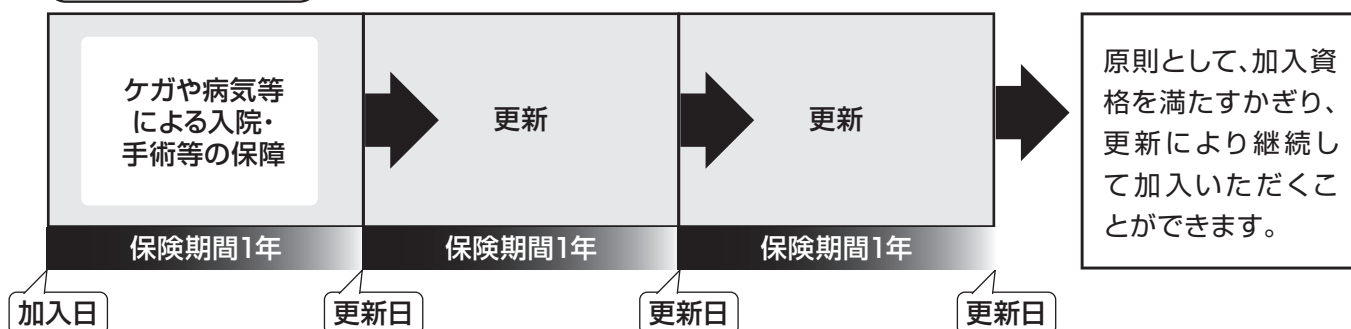 ケガや病気等
による入院・
手術等の保障
更新
更新
原則として、加入資
格を満たすかぎり、
更新により継続し
て加入いただくこ
とができます。
保険期間1年
保険期間1年
保険期間1年
加入日
更新日
更新日
更新日